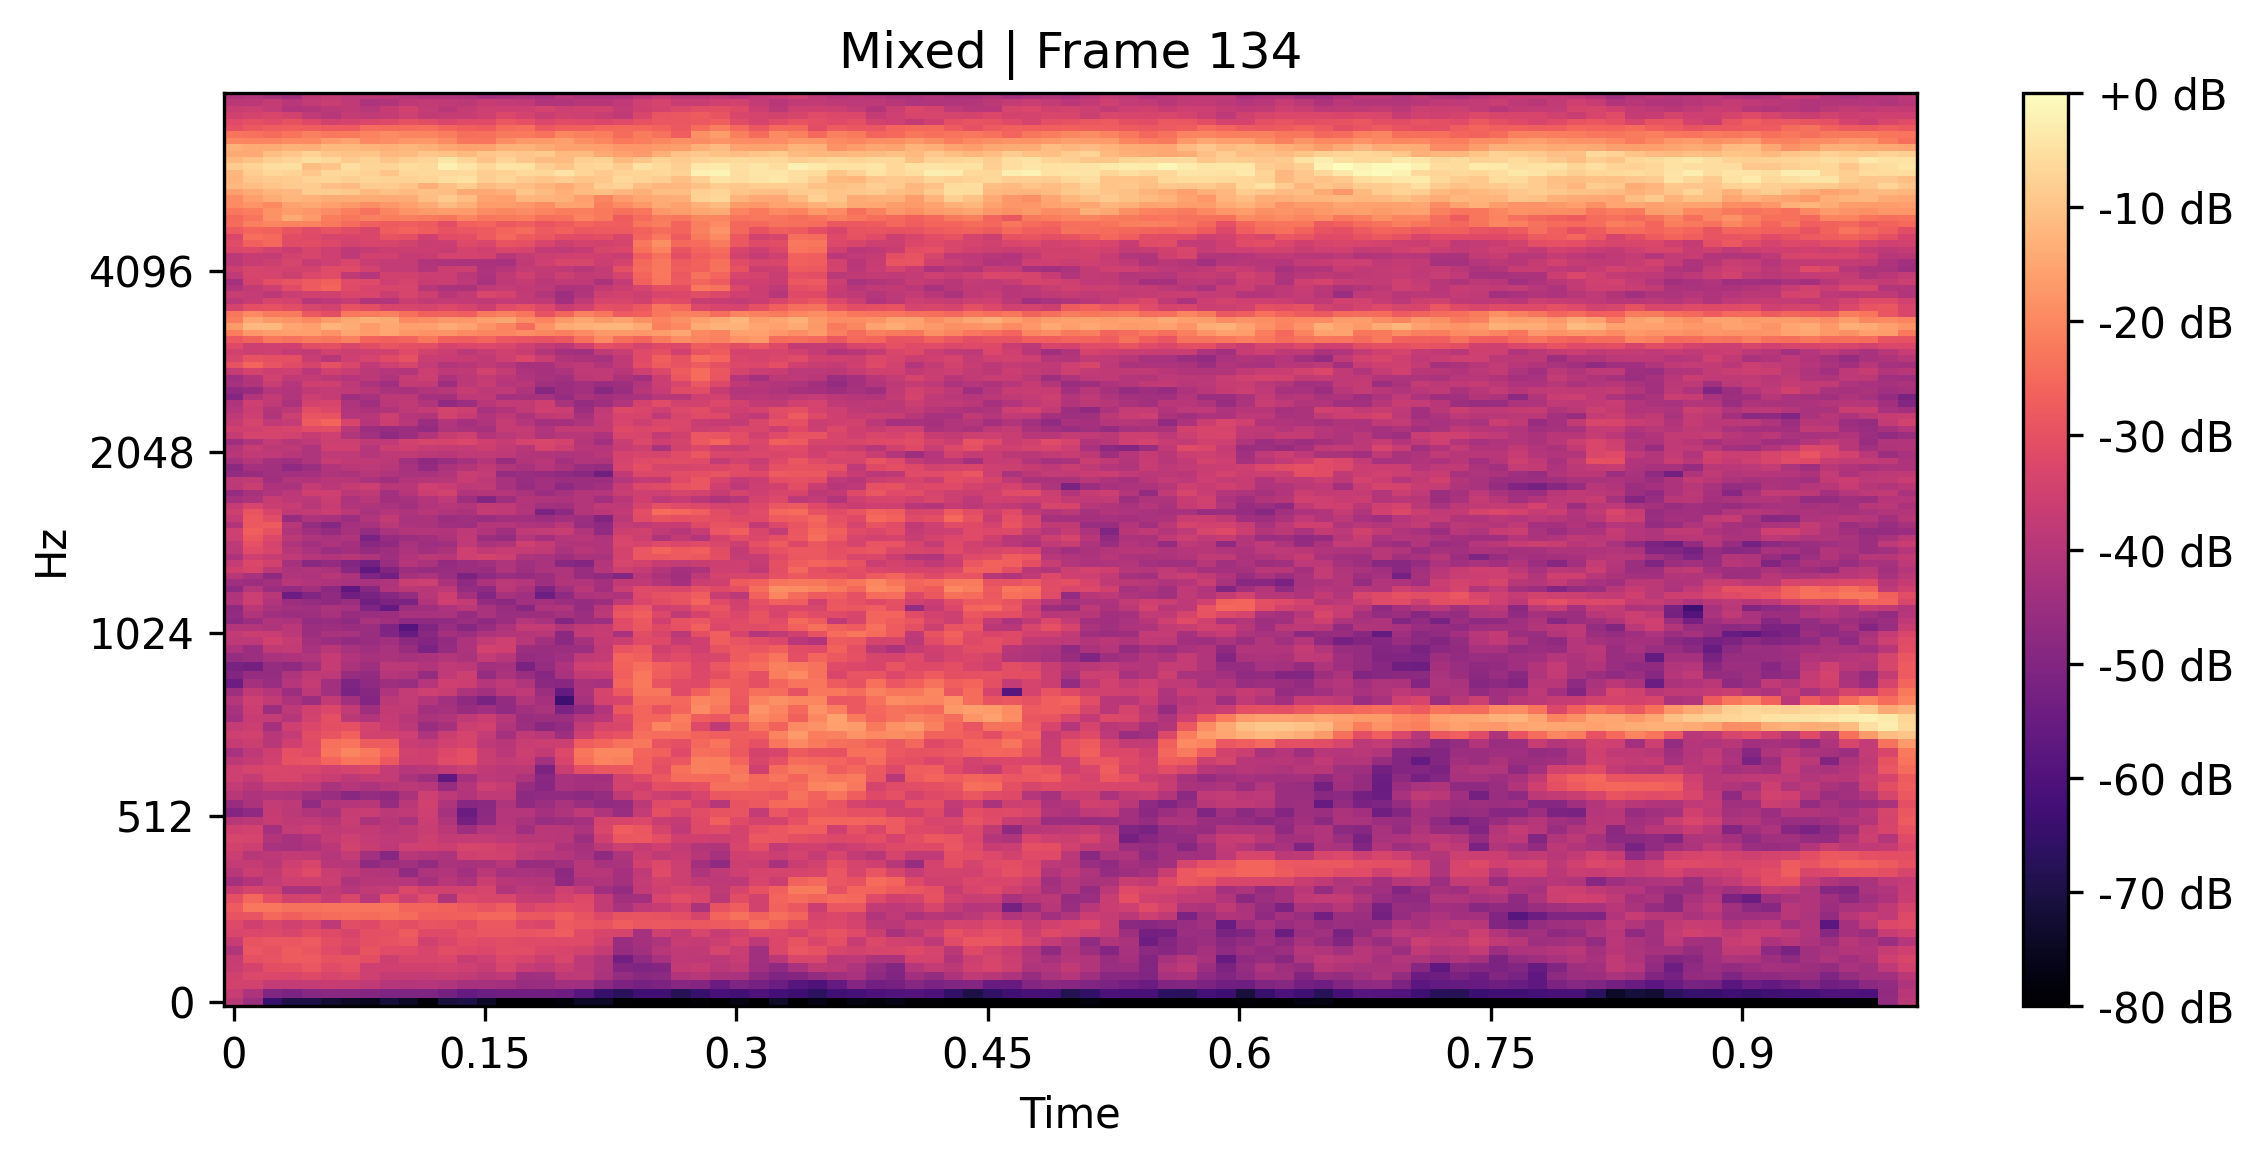 Mixed | Frame 134
+0 dB
-10 dB
-20 dB
-30 dB
-40 dB
-50 dB
-60 dB
-70 dB
-80 dB
4096
2048
1024
512
0
Hz
0 0.15 0.3 0.45 0.6 0.75 0.9
Time